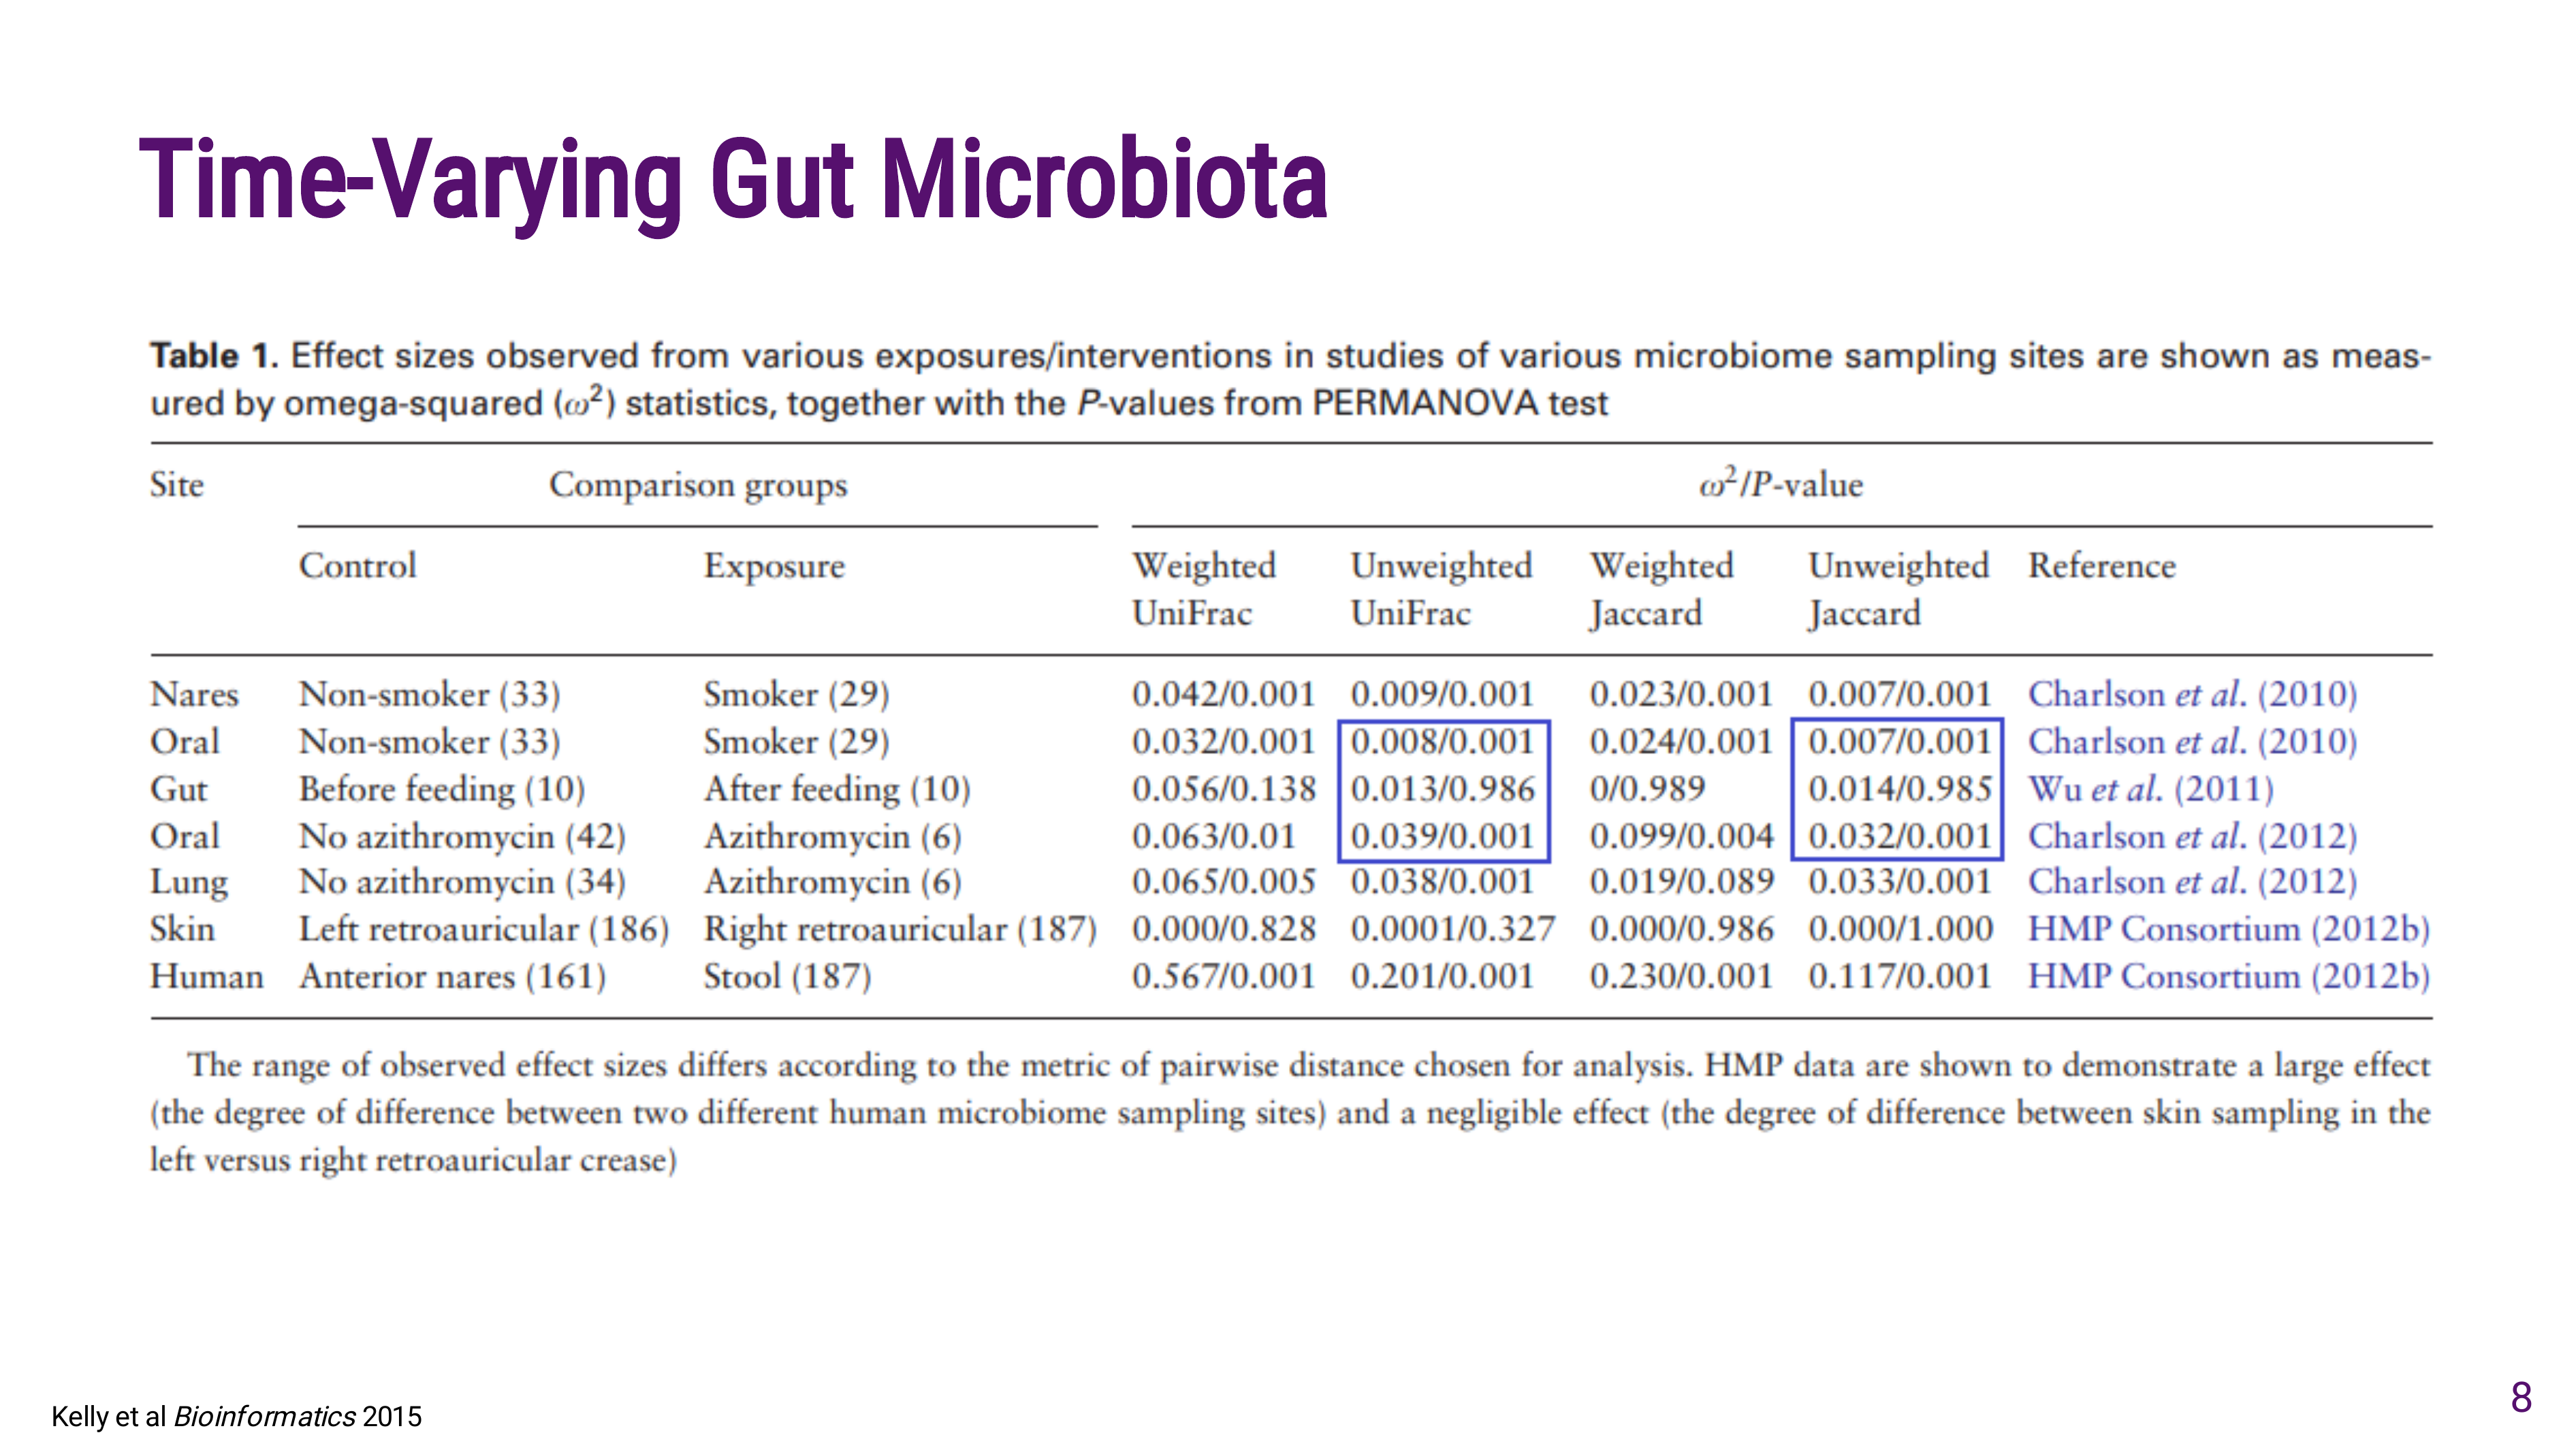 Time-Varying Gut Microbiota
Table 1. Effect sizes observed from various exposures/interventions in studies of various microbiome sampling sites are shown as meas-
ured by omega-squared (ω²) statistics, together with the P-values from PERMANOVA test
Site Comparison groups ω²/P-value
Control Exposure Weighted Unweighted Weighted Unweighted Reference
UniFrac UniFrac Jaccard Jaccard
Nares Non-smoker (33) Smoker (29) 0.042/0.001 0.009/0.001 0.023/0.001 0.007/0.001 Charlson et al. (2010)
Oral Non-smoker (33) Smoker (29) 0.032/0.001 0.008/0.001 0.024/0.001 0.007/0.001 Charlson et al. (2010)
Gut Before feeding (10) After feeding (10) 0.056/0.138 0.013/0.986 0/0.989 0.014/0.985 Wu et al. (2011)
Oral No azithromycin (42) Azithromycin (6) 0.063/0.01 0.039/0.001 0.099/0.004 0.032/0.001 Charlson et al. (2012)
Lung No azithromycin (34) Azithromycin (6) 0.065/0.005 0.038/0.001 0.019/0.089 0.033/0.001 Charlson et al. (2012)
Skin Left retroauricular (186) Right retroauricular (187) 0.000/0.828 0.0001/0.327 0.000/0.986 0.000/1.000 HMP Consortium (2012b)
Human Anterior nares (161) Stool (187) 0.567/0.001 0.201/0.001 0.230/0.001 0.117/0.001 HMP Consortium (2012b)
The range of observed effect sizes differs according to the metric of pairwise distance chosen for analysis. HMP data are shown to demonstrate a large effect
(the degree of difference between two different human microbiome sampling sites) and a negligible effect (the degree of difference between skin sampling in the
left versus right retroauricular crease)
Kelly et al Bioinformatics 2015
8